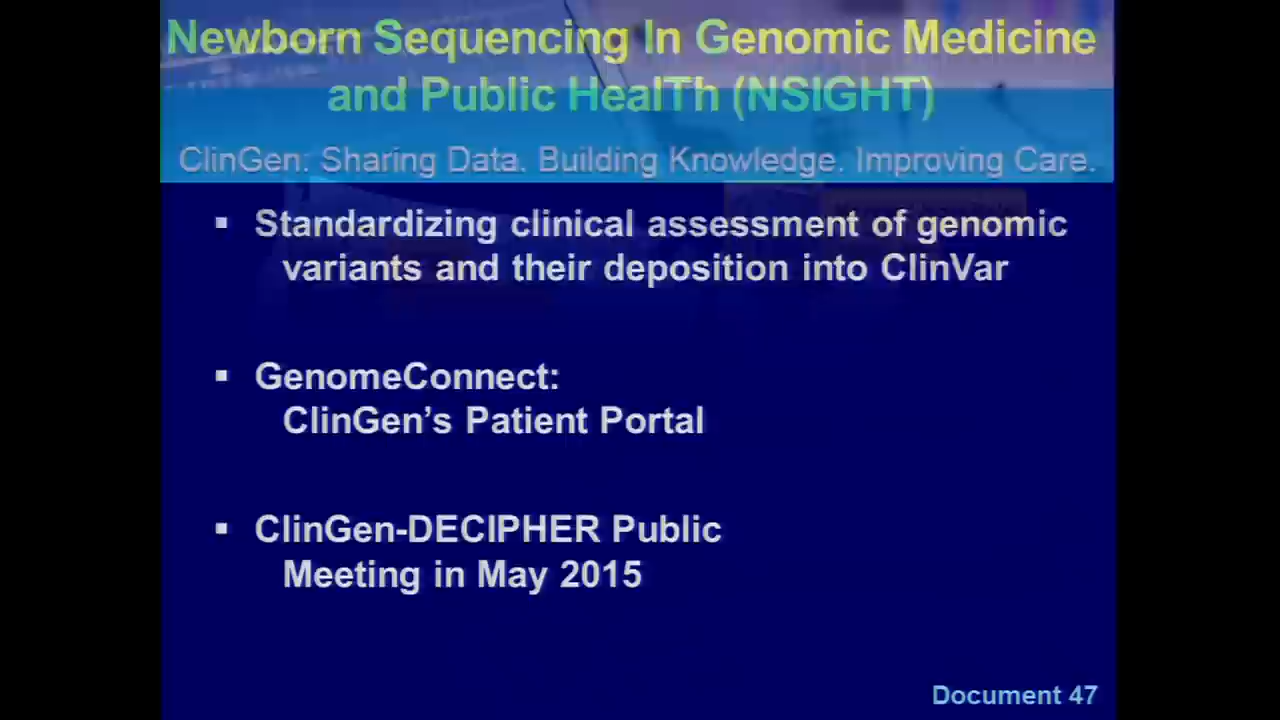 Newborn Sequencing In Genomic Medicine
and Public HealTh (NSIGHT)
ClinGen: Sharing Data. Building Knowledge. Improving Care.
▪ Standardizing clinical assessment of genomic
variants and their deposition into ClinVar
▪ GenomeConnect:
ClinGen’s Patient Portal
▪ ClinGen-DECIPHER Public
Meeting in May 2015
Document 47